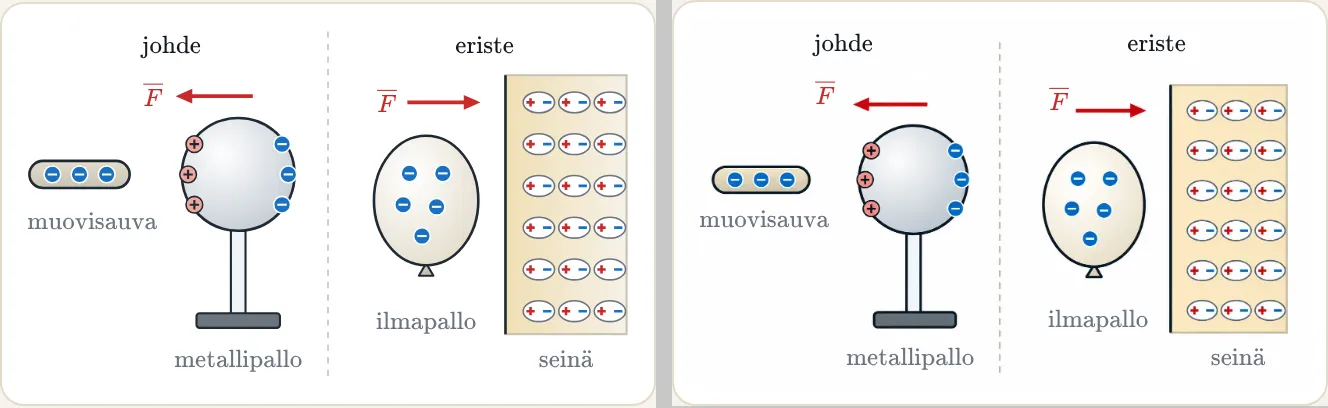 johde
eriste
F
F
muovisauva
ilmapallo
metallipallo
seinä
johde
eriste
F
F
muovisauva
ilmapallo
metallipallo
seinä